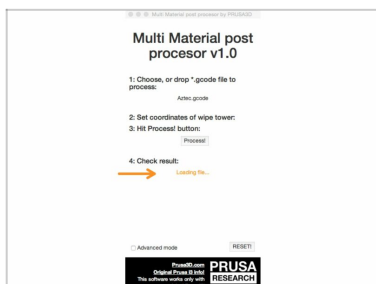 Multi Material post procesor by PRUSA3D
Multi Material post
procesor v1.0
1: Choose, or drop *.gcode file to
process:
Aztec.gcode
2: Set coordinates of wipe tower:
3: Hit Process! button:
Process!
4: Check result:
Loading file...
Advanced mode
RESET!
Prusa3D.com
Original Prusa i3 info!
This software works only with
PRUSA
RESEARCH